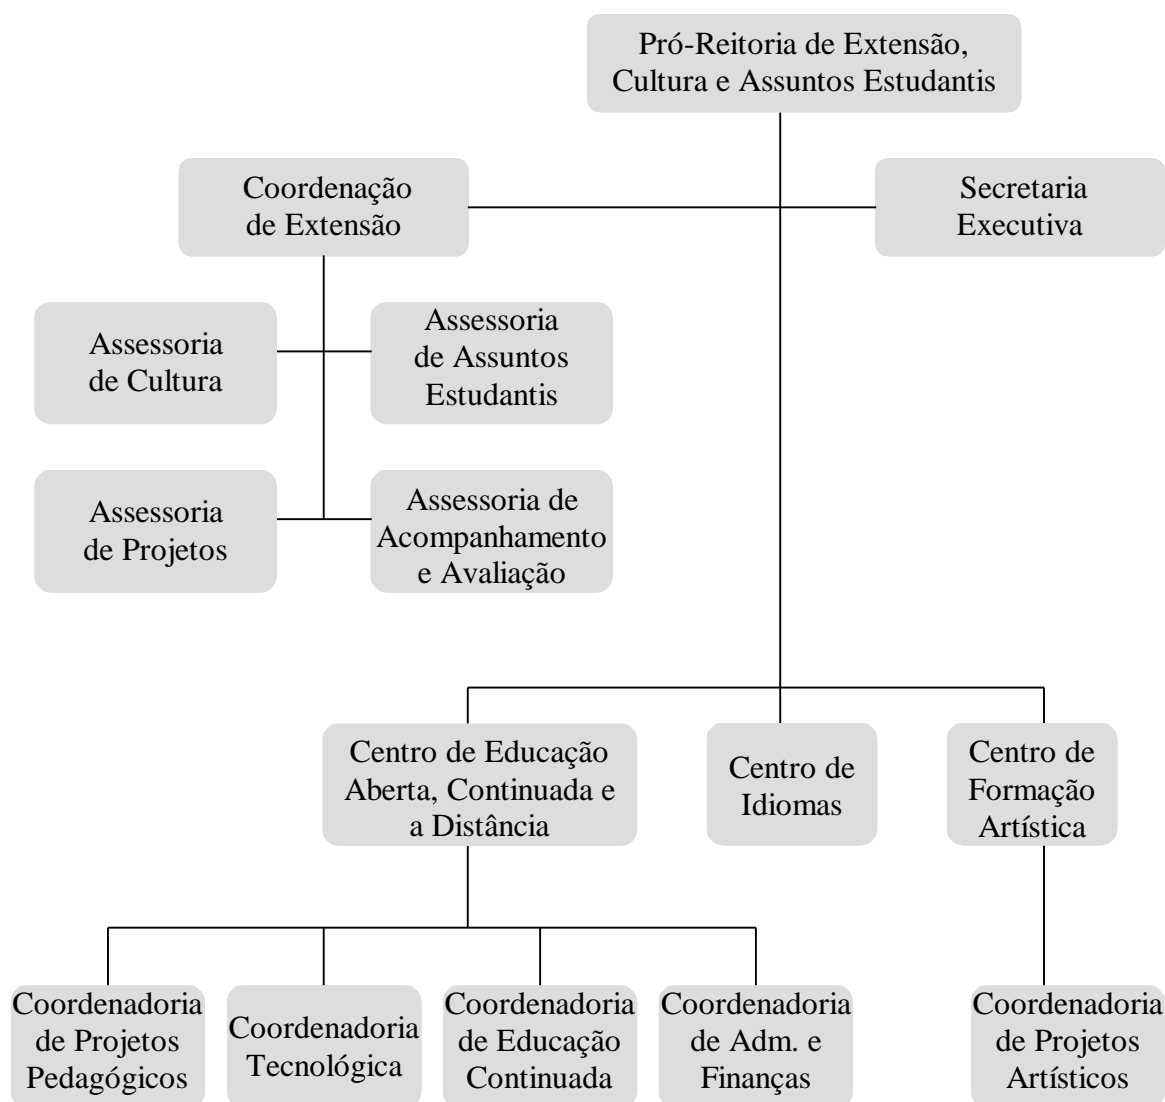 Pró-Reitoria de Extensão,
Cultura e Assuntos Estudantis
Coordenação
de Extensão
Secretaria
Executiva
Assessoria
de Cultura
Assessoria
de Assuntos
Estudantis
Assessoria
de Projetos
Assessoria de
Acompanhamento
e Avaliação
Centro de Educação
Aberta, Continuada e
a Distância
Centro de
Idiomas
Centro de
Formação
Artística
Coordenadoria
de Projetos
Pedagógicos
Coordenadoria
Tecnológica
Coordenadoria
de Educação
Continuada
Coordenadoria
de Adm. e
Finanças
Coordenadoria
de Projetos
Artísticos